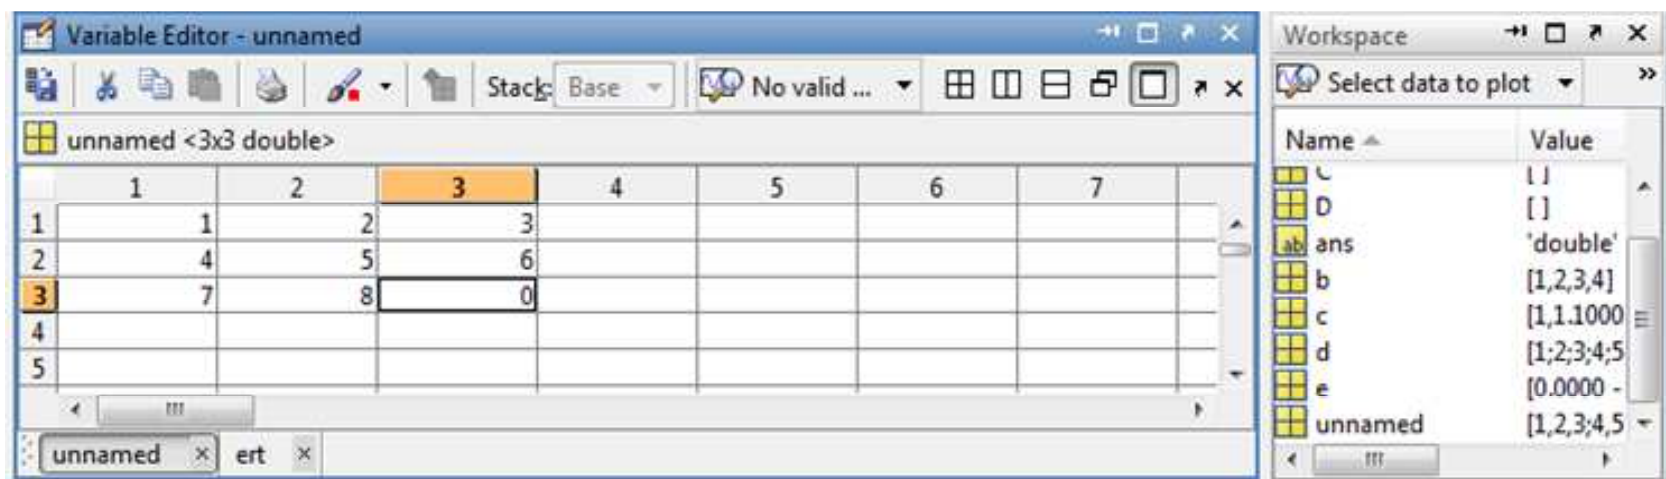 Variable Editor - unnamed
Stack: Base No valid ...
unnamed <3x3 double>
1 2 3 4 5 6 7
1 1 2 3
2 4 5 6
3 7 8 0
4
5
unnamed ert
Workspace
Select data to plot
Name Value
C []
D []
ab ans 'double'
b [1,2,3,4]
c [1,1.1000
d [1;2;3;4;5
e [0.0000 -
unnamed [1,2,3;4,5